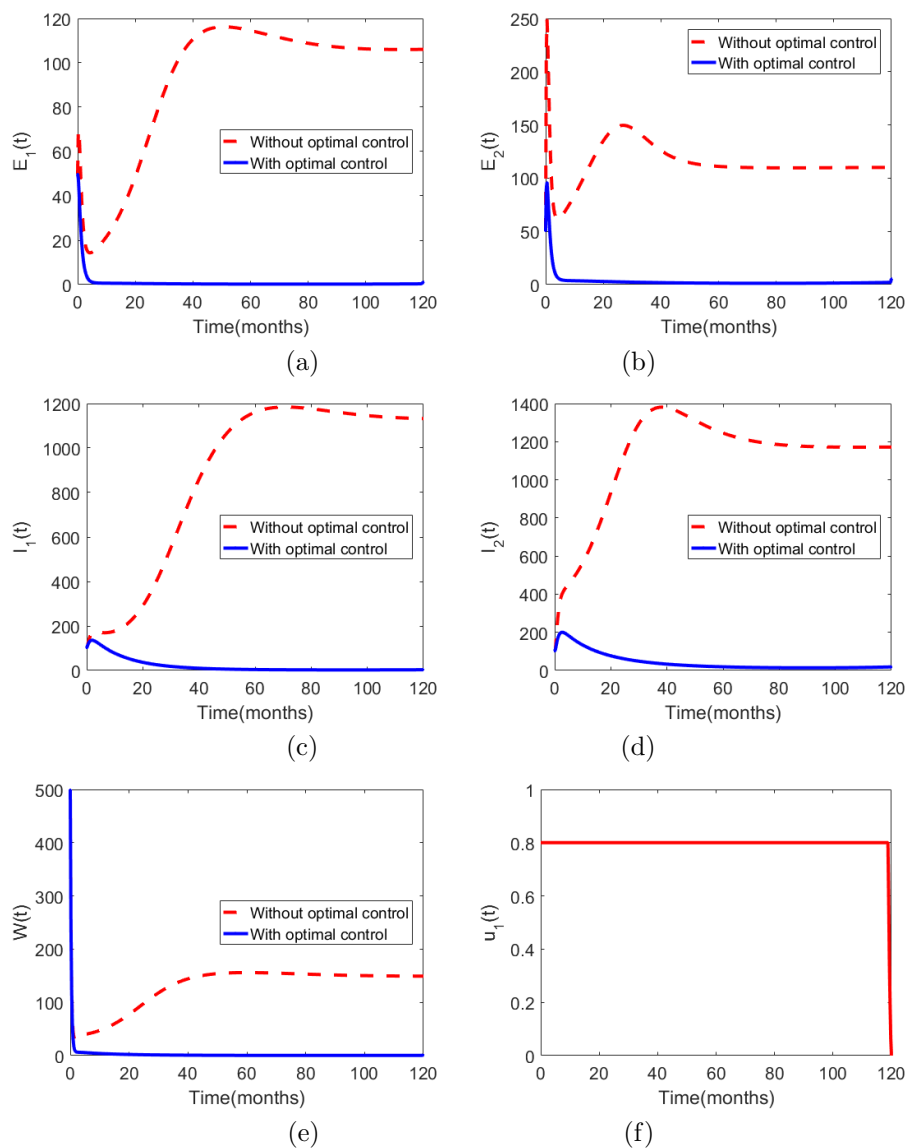 120
100
80
60
40
20
0
E_1(t)
Without optimal control
With optimal control
0 20 40 60 80 100 120
Time(months)
(a)
250
200
150
100
50
0
E_2(t)
Without optimal control
With optimal control
0 20 40 60 80 100 120
Time(months)
(b)
1200
1000
800
600
400
200
0
I_1(t)
Without optimal control
With optimal control
0 20 40 60 80 100 120
Time(months)
(c)
1400
1200
1000
800
600
400
200
0
I_2(t)
Without optimal control
With optimal control
0 20 40 60 80 100 120
Time(months)
(d)
500
400
300
200
100
0
W(t)
Without optimal control
With optimal control
0 20 40 60 80 100 120
Time(months)
(e)
1
0.8
0.6
0.4
0.2
0
u_1(t)
0 20 40 60 80 100 120
Time(months)
(f)